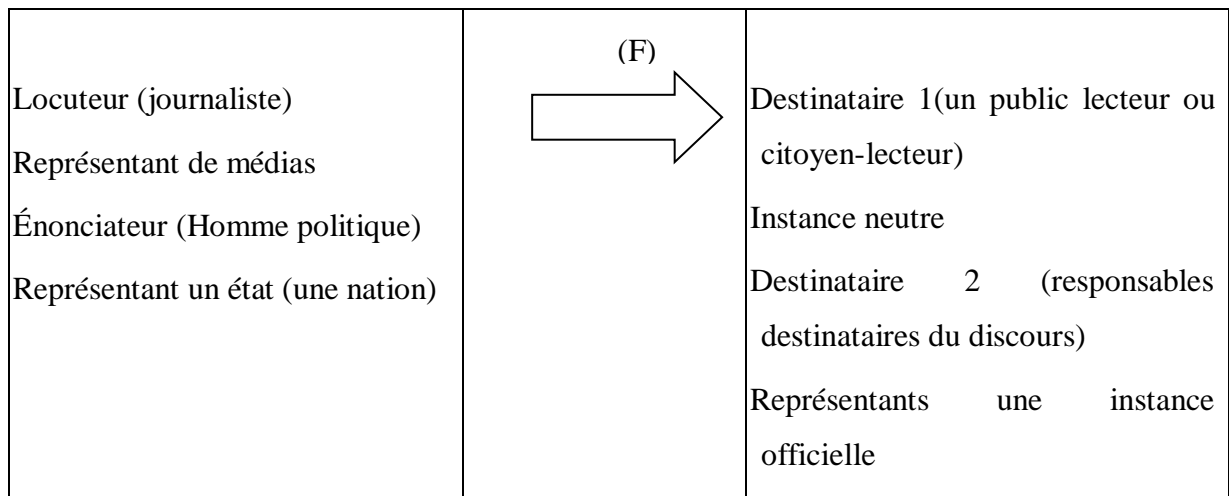 Locuteur (journaliste)
Représentant de médias
Énonciateur (Homme politique)
Représentant un état (une nation)
(F)
Destinataire 1(un public lecteur ou
citoyen-lecteur)
Instance neutre
Destinataire 2 (responsables
destinataires du discours)
Représentants une instance
officielle